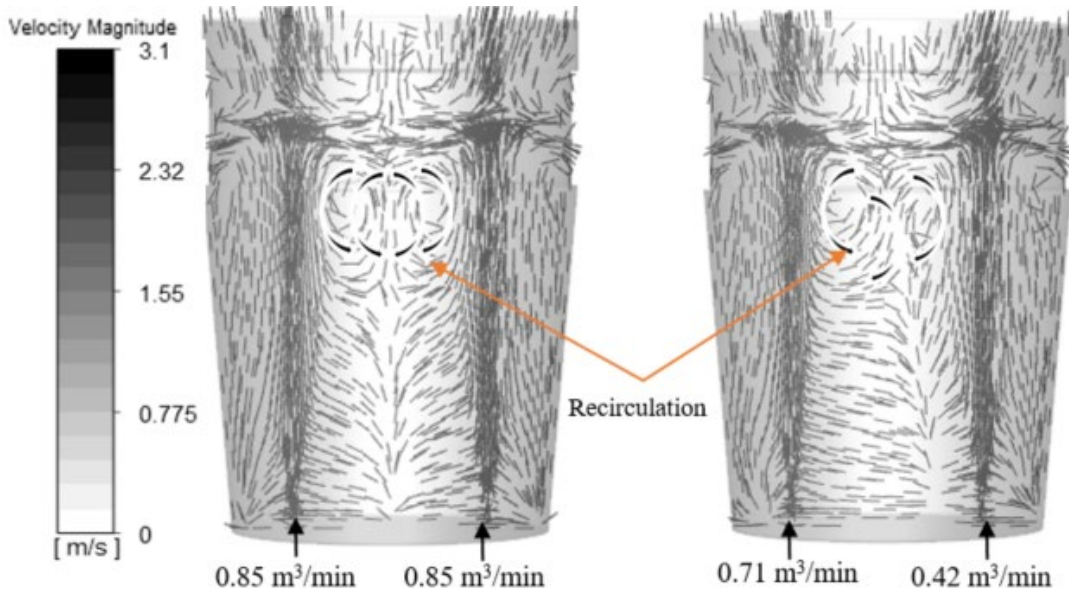 Velocity Magnitude
3.1
2.32
1.55
0.775
0
[ m/s ]
Recirculation
0.85 m³/min
0.85 m³/min
0.71 m³/min
0.42 m³/min